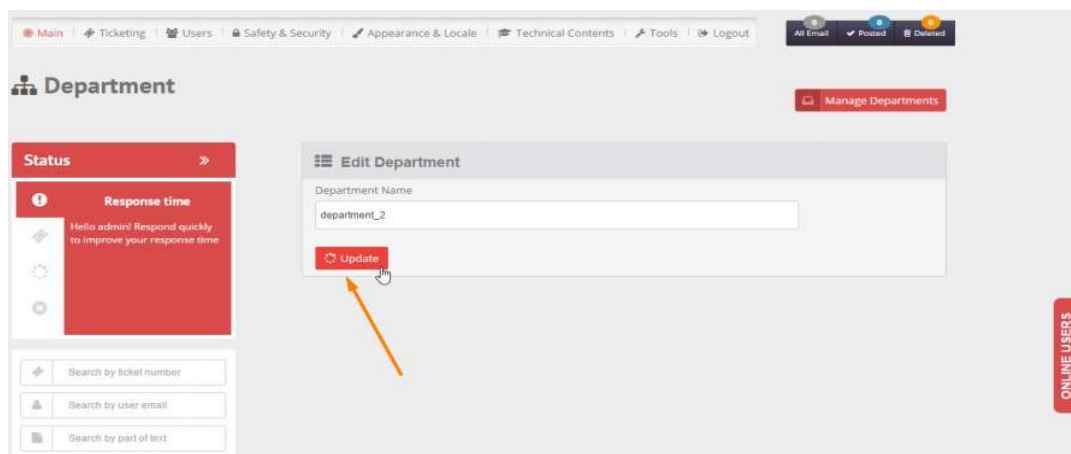 Main Ticketing Users Safety & Security Appearance & Locale Technical Contents Tools Logout
0 0 0
All Email Posted Deleted
Department
Manage Departments
Status
Response time
Hello admin! Respond quickly
to improve your response time
Edit Department
Department Name
department_2
Update
Search by ticket number
Search by user email
Search by part of text
ONLINE USERS